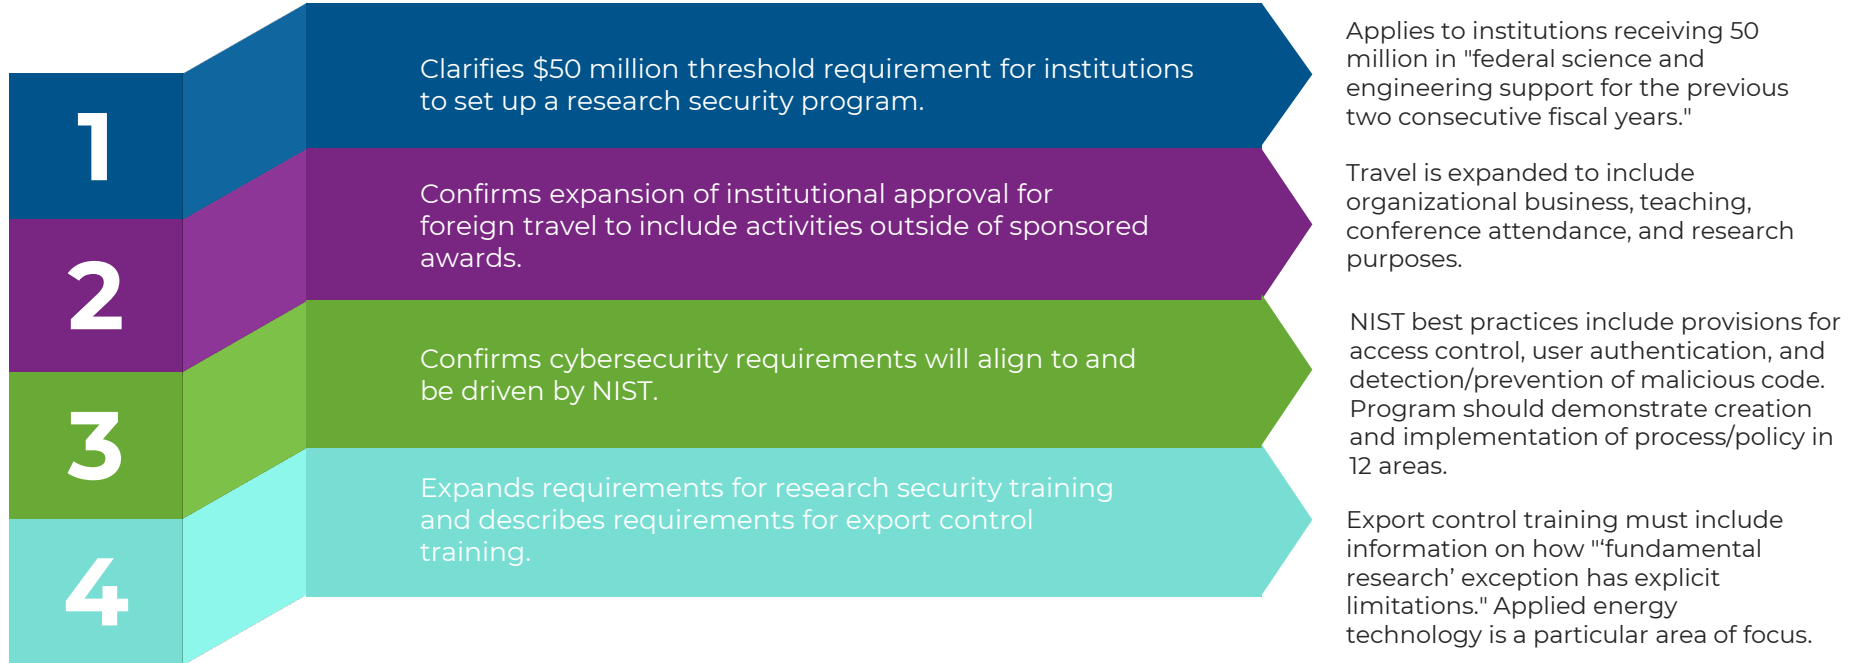 1
Clarifies $50 million threshold requirement for institutions
to set up a research security program.
Applies to institutions receiving 50
million in "federal science and
engineering support for the previous
two consecutive fiscal years."
2
Confirms expansion of institutional approval for
foreign travel to include activities outside of sponsored
awards.
Travel is expanded to include
organizational business, teaching,
conference attendance, and research
purposes.
3
Confirms cybersecurity requirements will align to and
be driven by NIST.
NIST best practices include provisions for
access control, user authentication, and
detection/prevention of malicious code.
Program should demonstrate creation
and implementation of process/policy in
12 areas.
4
Expands requirements for research security training
and describes requirements for export control
training.
Export control training must include
information on how "‘fundamental
research’ exception has explicit
limitations." Applied energy
technology is a particular area of focus.